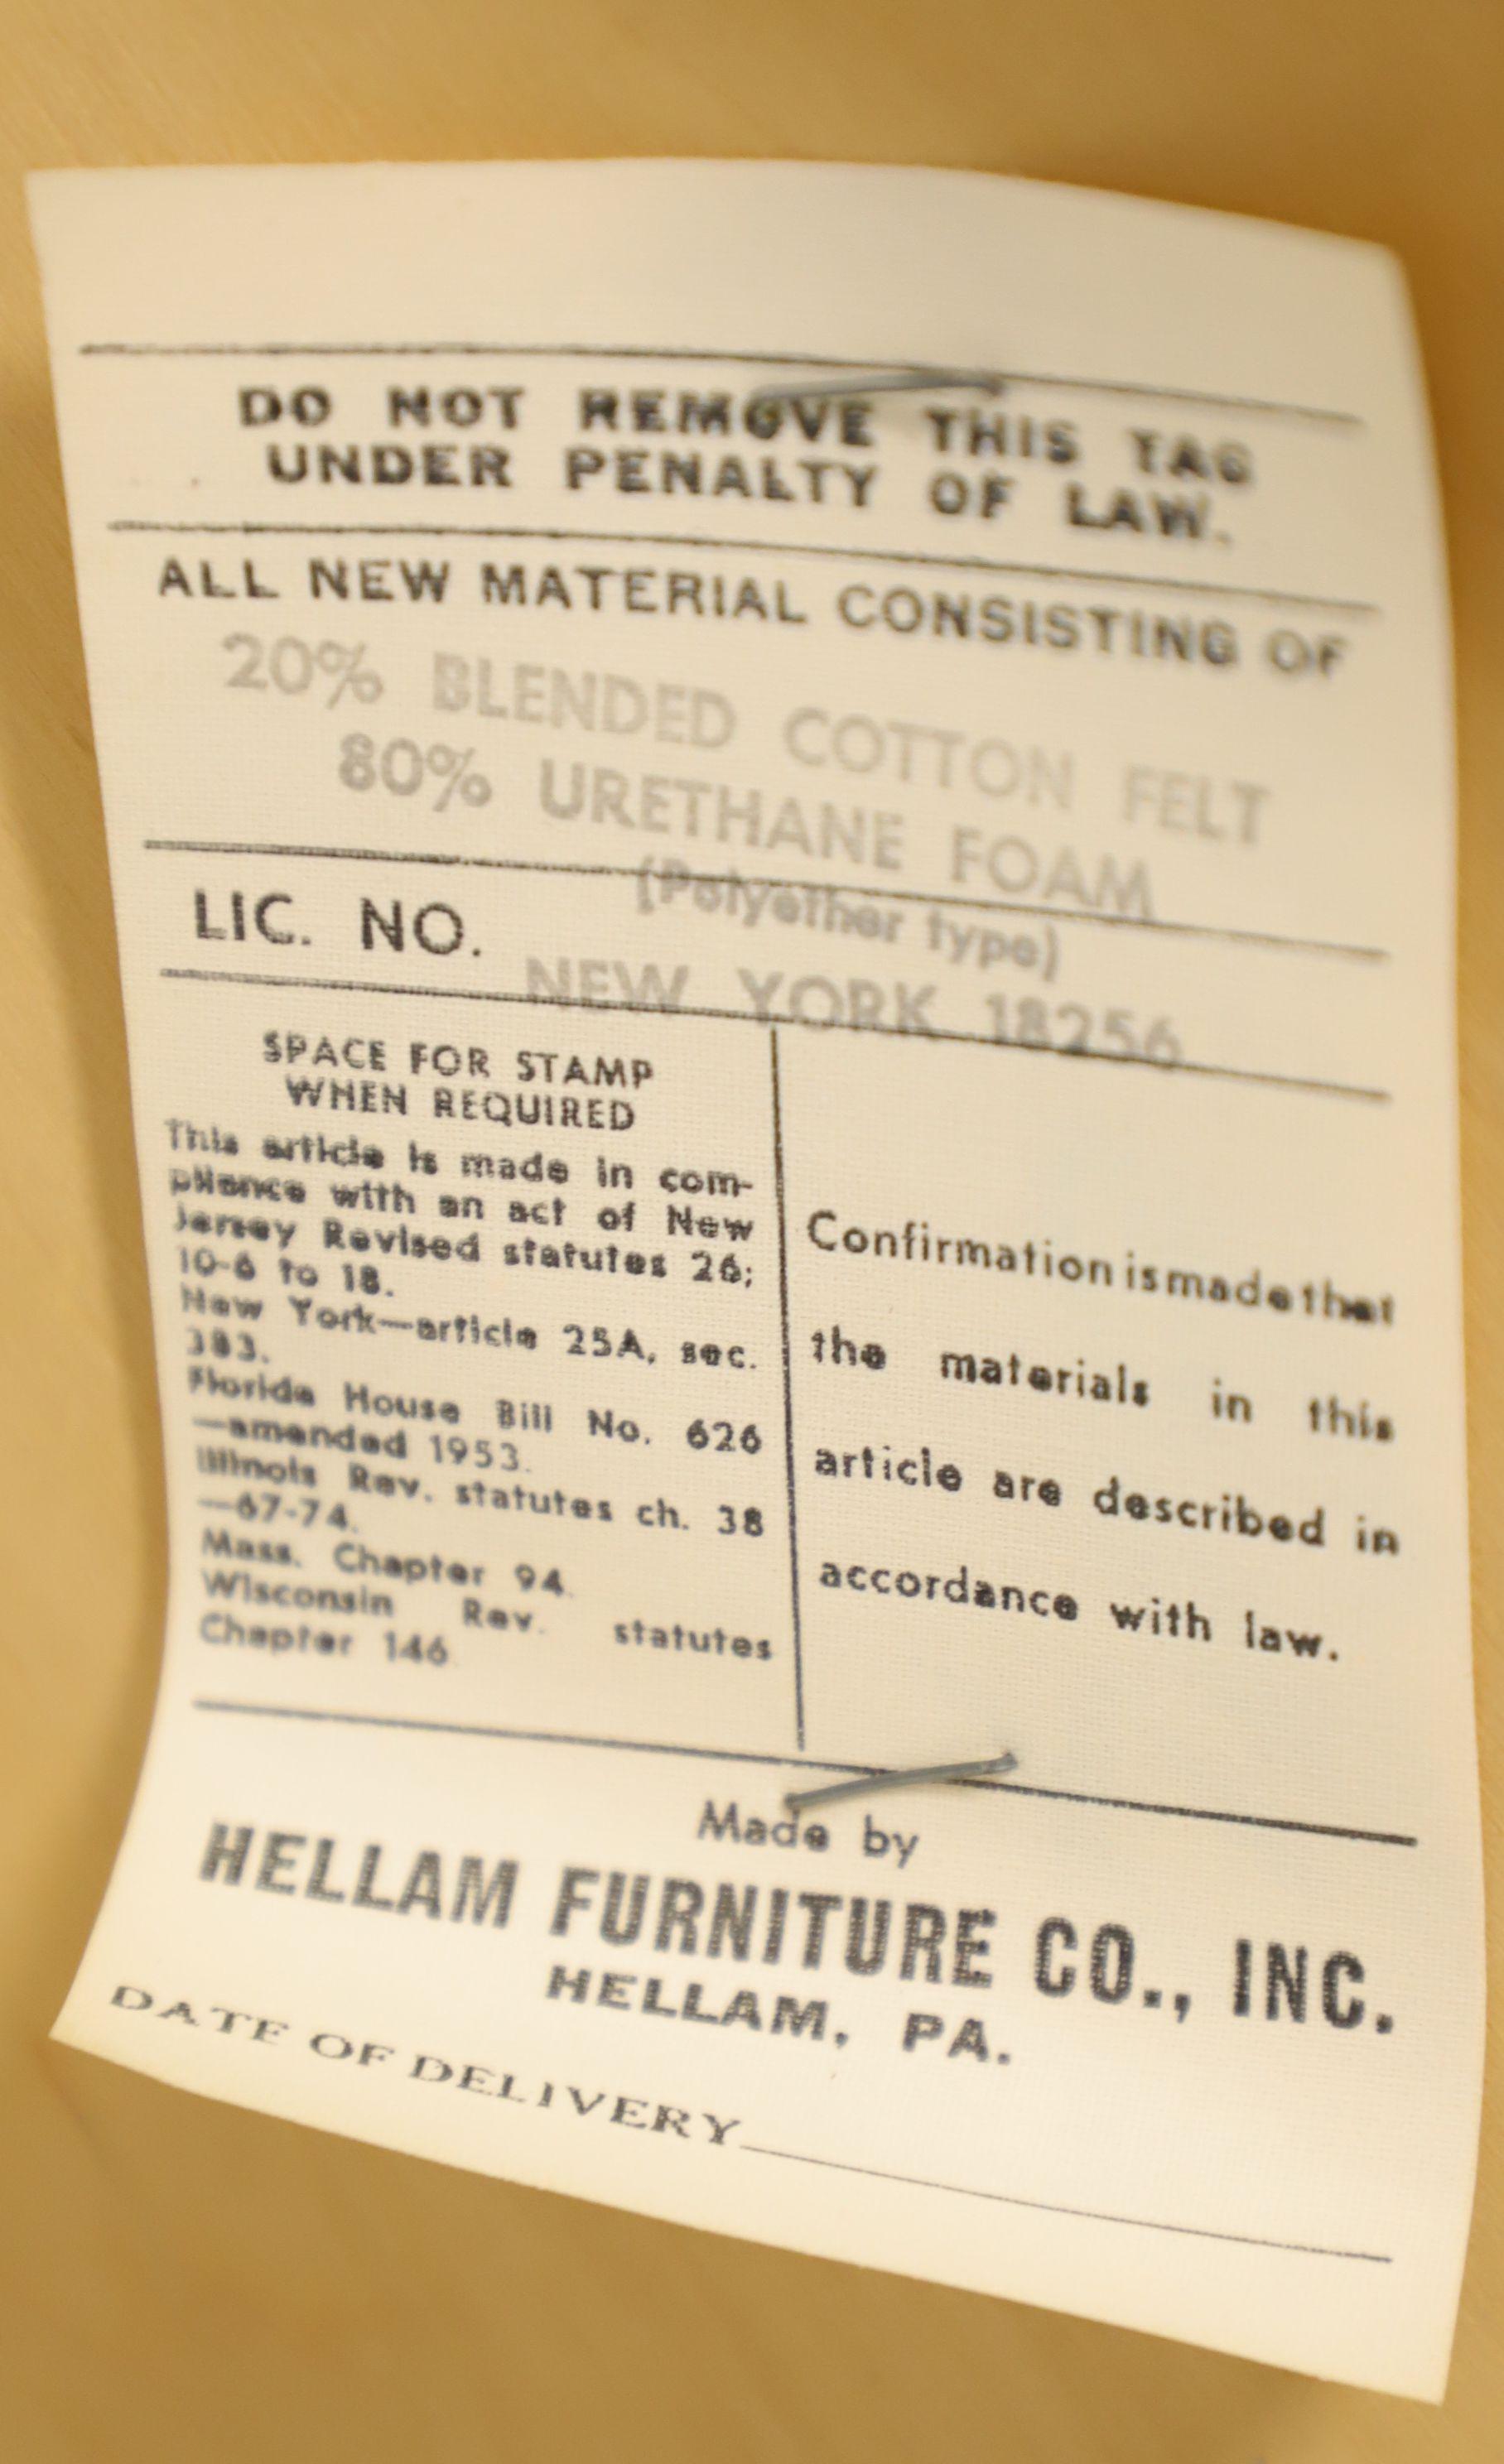 DO NOT REMOVE THIS TAG
UNDER PENALTY OF LAW.
ALL NEW MATERIAL CONSISTING OF
20% BLENDED COTTON FELT
80% URETHANE FOAM
(Polyether type)
LIC. NO.
NEW YORK 18256
SPACE FOR STAMP
WHEN REQUIRED
This article is made in com-
pliance with an act of New
Jersey Revised statutes 26;
10-6 to 18.
New York—article 25A, sec.
383.
Florida House Bill No. 626
—amended 1953.
Illinois Rev. statutes ch. 38
—67-74.
Mass. Chapter 94.
Wisconsin Rev. statutes
Chapter 146.
Confirmation is made that
the materials in this
article are described in
accordance with law.
Made by
HELLAM FURNITURE CO., INC.
HELLAM, PA.
DATE OF DELIVERY